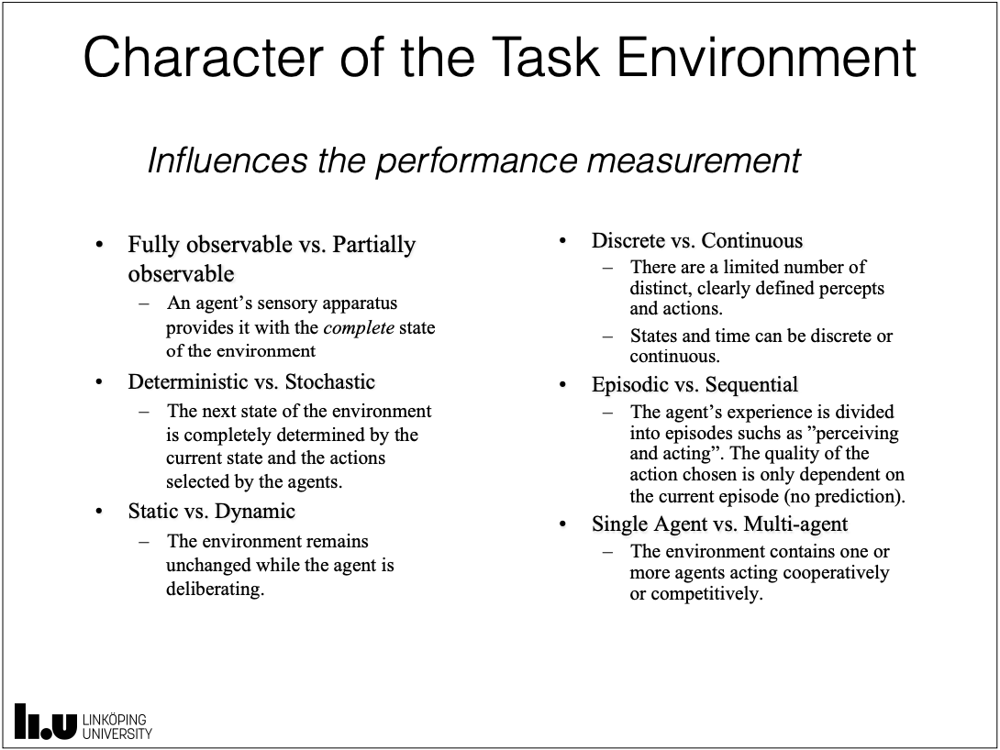 Character of the Task Environment
Influences the performance measurement
• Fully observable vs. Partially
observable
– An agent’s sensory apparatus
provides it with the complete state
of the environment
• Deterministic vs. Stochastic
– The next state of the environment
is completely determined by the
current state and the actions
selected by the agents.
• Static vs. Dynamic
– The environment remains
unchanged while the agent is
deliberating.
• Discrete vs. Continuous
– There are a limited number of
distinct, clearly defined percepts
and actions.
– States and time can be discrete or
continuous.
• Episodic vs. Sequential
– The agent’s experience is divided
into episodes suchs as ”perceiving
and acting”. The quality of the
action chosen is only dependent on
the current episode (no prediction).
• Single Agent vs. Multi-agent
– The environment contains one or
more agents acting cooperatively
or competitively.
li.u LINKÖPING
UNIVERSITY